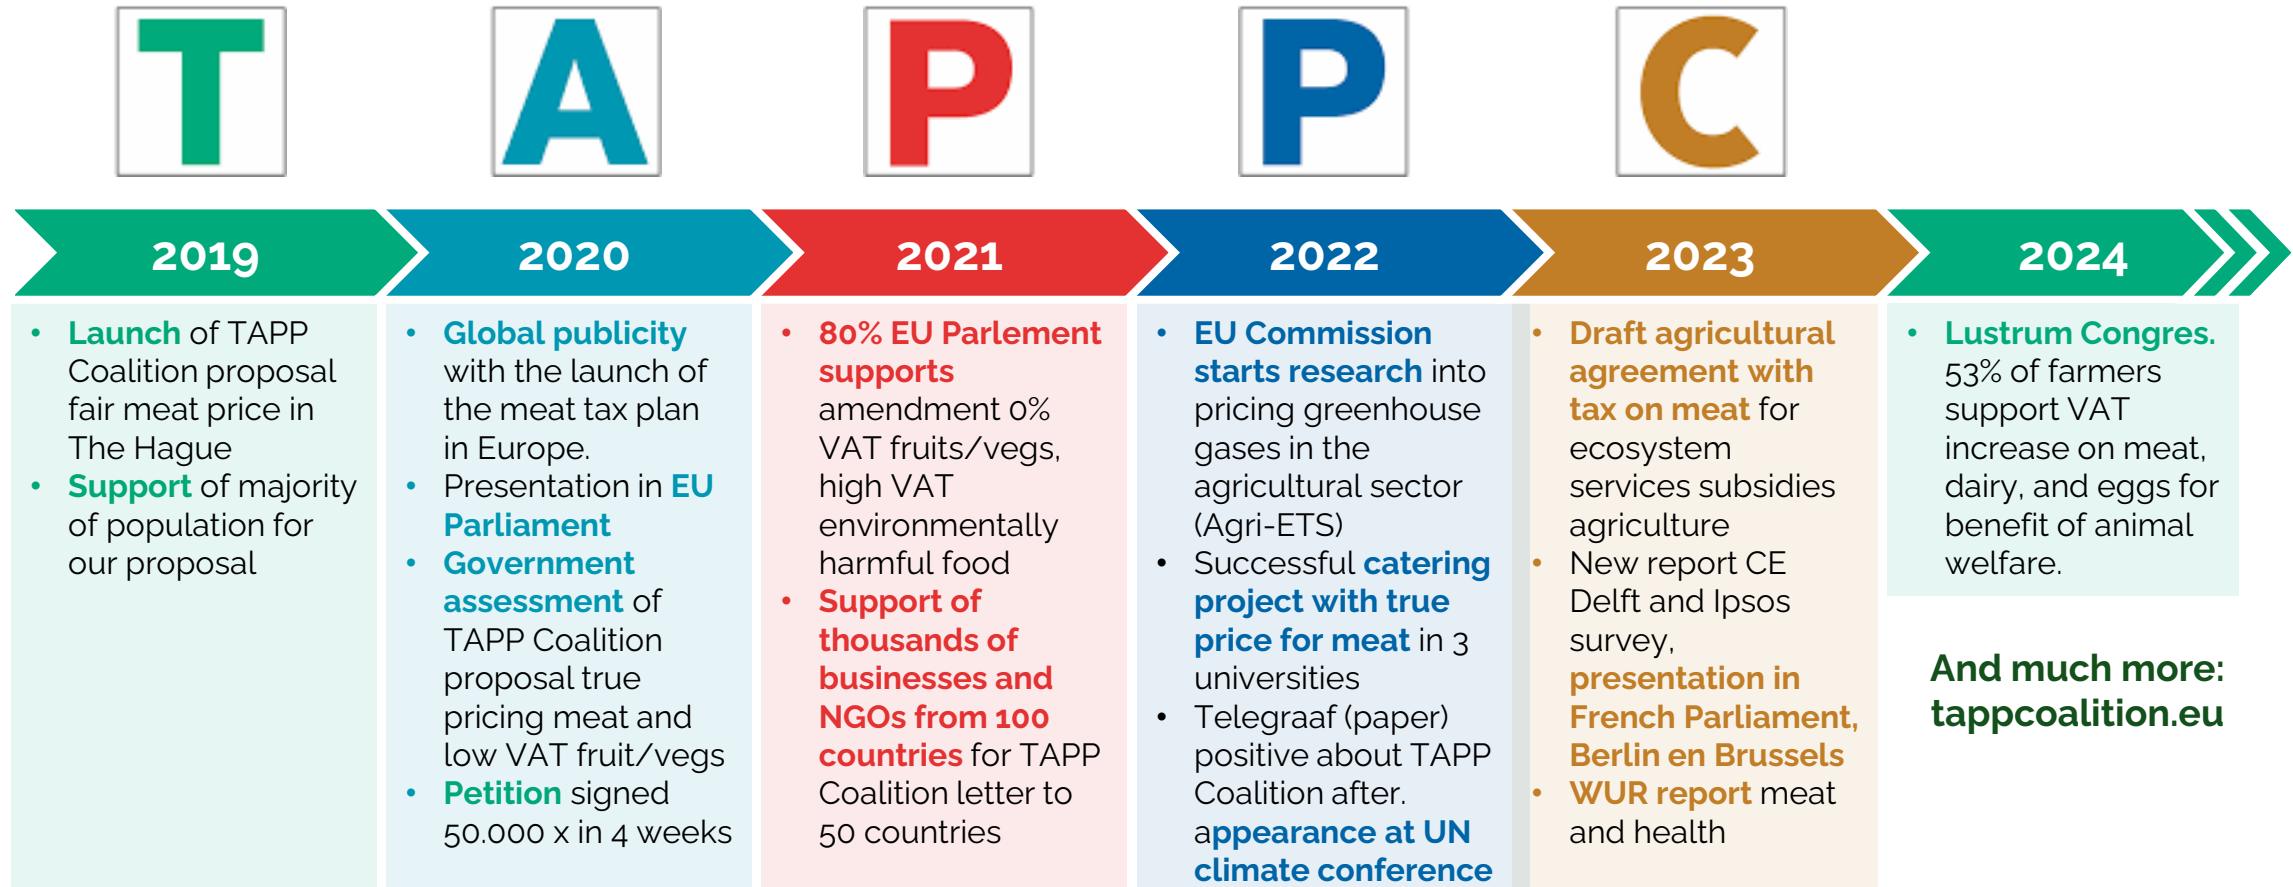 T
A
P
P
C
2019
2020
2021
2022
2023
2024
• Launch of TAPP
Coalition proposal
fair meat price in
The Hague
• Support of majority
of population for
our proposal
• Global publicity
with the launch of
the meat tax plan
in Europe.
• Presentation in EU
Parliament
• Government
assessment of
TAPP Coalition
proposal true
pricing meat and
low VAT fruit/vegs
• Petition signed
50.000 x in 4 weeks
• 80% EU Parlement
supports
amendment 0%
VAT fruits/vegs,
high VAT
environmentally
harmful food
• Support of
thousands of
businesses and
NGOs from 100
countries for TAPP
Coalition letter to
50 countries
• EU Commission
starts research into
pricing greenhouse
gases in the
agricultural sector
(Agri-ETS)
• Successful catering
project with true
price for meat in 3
universities
• Telegraaf (paper)
positive about TAPP
Coalition after.
appearance at UN
climate conference
• Draft agricultural
agreement with
tax on meat for
ecosystem
services subsidies
agriculture
• New report CE
Delft and Ipsos
survey,
presentation in
French Parliament,
Berlin en Brussels
• WUR report meat
and health
• Lustrum Congres.
53% of farmers
support VAT
increase on meat,
dairy, and eggs for
benefit of animal
welfare.
And much more:
tappcoalition.eu